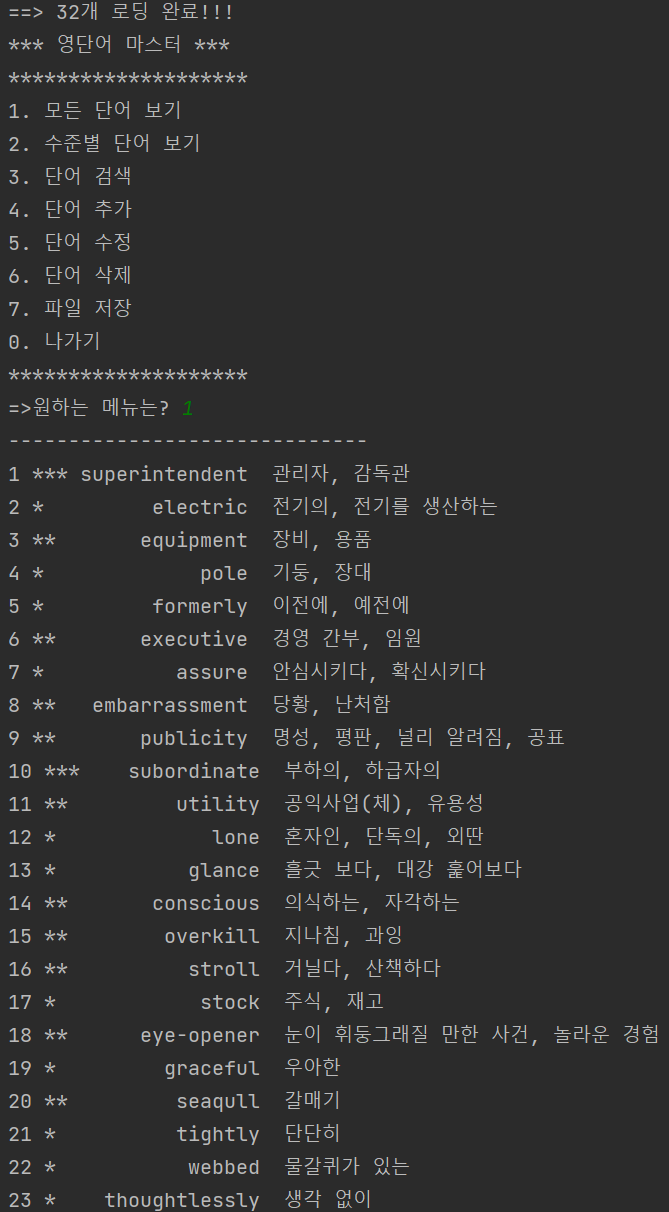 ==> 32개 로딩 완료!!!
*** 영단어 마스터 ***
********************
1. 모든 단어 보기
2. 수준별 단어 보기
3. 단어 검색
4. 단어 추가
5. 단어 수정
6. 단어 삭제
7. 파일 저장
0. 나가기
********************
=>원하는 메뉴는? 1
------------------------------
1 *** superintendent  관리자, 감독관
2 *         electric  전기의, 전기를 생산하는
3 **       equipment  장비, 용품
4 *             pole  기둥, 장대
5 *         formerly  이전에, 예전에
6 **       executive  경영 간부, 임원
7 *           assure  안심시키다, 확신시키다
8 **   embarrassment  당황, 난처함
9 **       publicity  명성, 평판, 널리 알려짐, 공표
10 ***    subordinate  부하의, 하급자의
11 **         utility  공익사업(체), 유용성
12 *             lone  혼자인, 단독의, 외딴
13 *           glance  흘긋 보다, 대강 훑어보다
14 **       conscious  의식하는, 자각하는
15 **        overkill  지나침, 과잉
16 **          stroll  거닐다, 산책하다
17 *            stock  주식, 재고
18 **      eye-opener  눈이 휘둥그래질 만한 사건, 놀라운 경험
19 *         graceful  우아한
20 **         seaqull  갈매기
21 *          tightly  단단히
22 *           webbed  물갈퀴가 있는
23 *    thoughtlessly  생각 없이